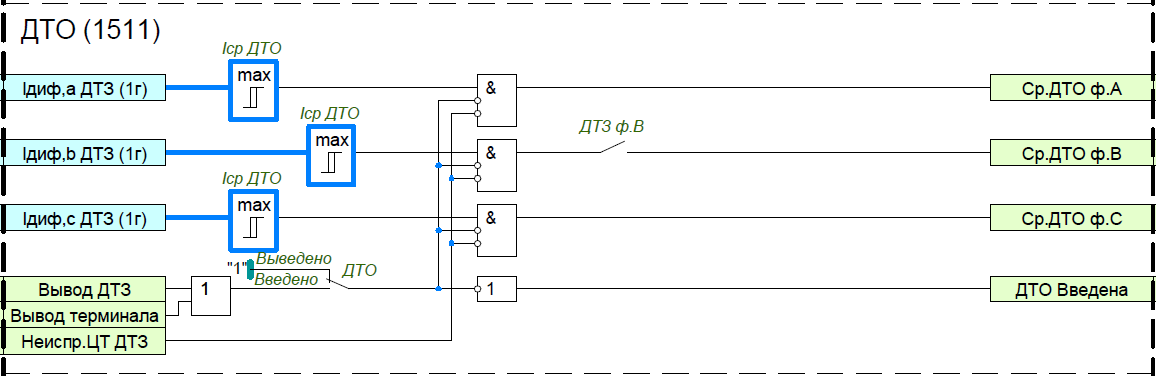 ДТО (1511)
Iср ДТО
Iдиф,a ДТЗ (1г)
max
&
Ср.ДТО ф.A
Iср ДТО
ДТЗ ф.В
Iдиф,b ДТЗ (1г)
max
&
Ср.ДТО ф.B
Iср ДТО
Iдиф,c ДТЗ (1г)
max
&
Ср.ДТО ф.C
"1"
Выведено
Введено
ДТО
Вывод ДТЗ
1
1
ДТО Введена
Вывод терминала
Неиспр.ЦТ ДТЗ